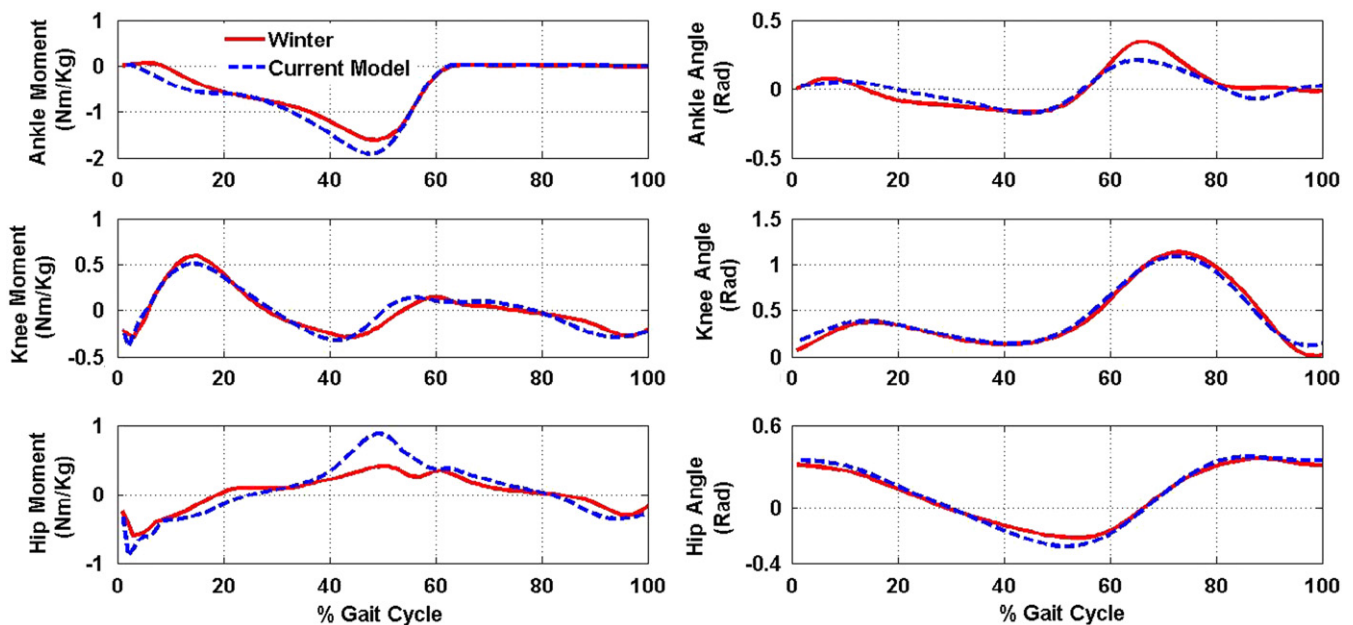 Ankle Moment
(Nm/Kg)
1
0
-1
-2
Winter
Current Model
0 20 40 60 80 100
Ankle Angle
(Rad)
0.5
0
-0.5
0 20 40 60 80 100
Knee Moment
(Nm/Kg)
1
0.5
0
-0.5
0 20 40 60 80 100
Knee Angle
(Rad)
1.5
1
0.5
0
0 20 40 60 80 100
Hip Moment
(Nm/Kg)
1
0
-1
0 20 40 60 80 100
% Gait Cycle
Hip Angle
(Rad)
0.6
0
-0.4
0 20 40 60 80 100
% Gait Cycle